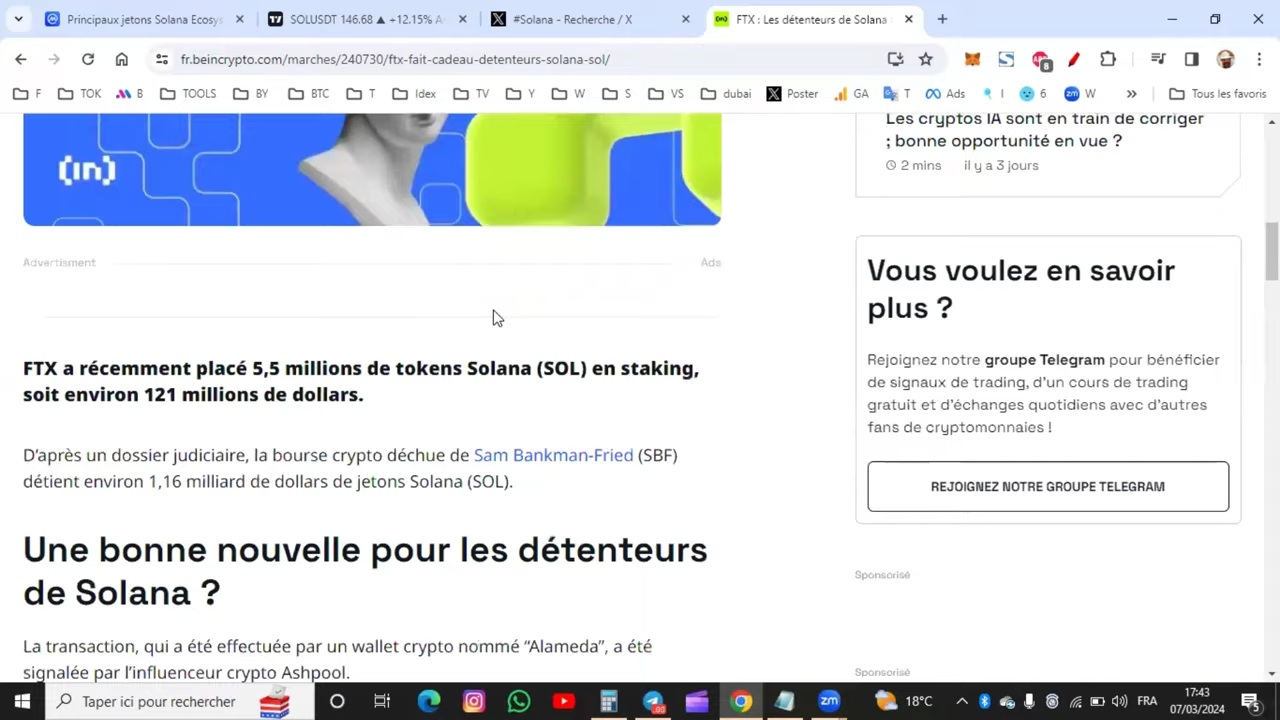 Principaux jetons Solana Ecosys
SOLUSDT 146.68 ▲ +12.15% A
#Solana - Recherche / X
FTX : Les détenteurs de Solana
fr.beincrypto.com/marches/240730/ftx-fait-cadeau-detenteurs-solana-sol/
8
F
TOK
B
TOOLS
BY
BTC
T
Idex
TV
Y
W
S
VS
dubai
Poster
GA
T
Ads
I
6
W
Tous les favoris
(in)
Advertisment
Ads
FTX a récemment placé 5,5 millions de tokens Solana (SOL) en staking,
soit environ 121 millions de dollars.
D'après un dossier judiciaire, la bourse crypto déchue de Sam Bankman-Fried (SBF)
détient environ 1,16 milliard de dollars de jetons Solana (SOL).
Une bonne nouvelle pour les détenteurs
de Solana ?
La transaction, qui a été effectuée par un wallet crypto nommé “Alameda”, a été
signalée par l'influenceur crypto Ashpool.
Les cryptos IA sont en train de corriger
; bonne opportunité en vue ?
2 mins il y a 3 jours
Vous voulez en savoir
plus ?
Rejoignez notre groupe Telegram pour bénéficier
de signaux de trading, d'un cours de trading
gratuit et d'échanges quotidiens avec d'autres
fans de cryptomonnaies !
REJOIGNEZ NOTRE GROUPE TELEGRAM
Sponsorisé
Sponsorisé
Taper ici pour rechercher
18°C
FRA
17:43
07/03/2024
5